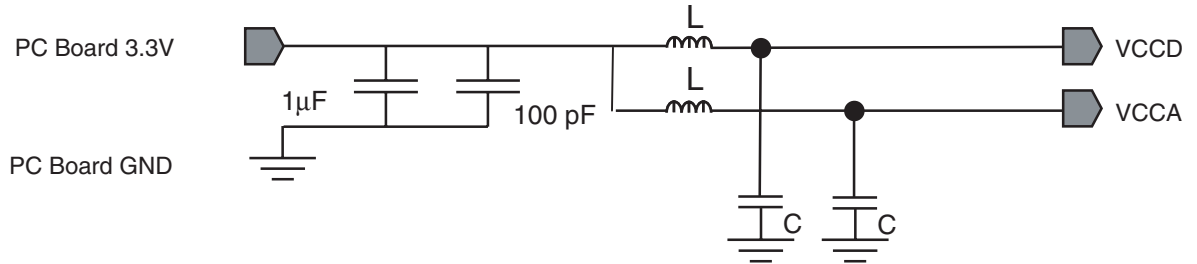 L
PC Board 3.3V
VCCD
L
1μF
100 pF
VCCA
PC Board GND
C
C